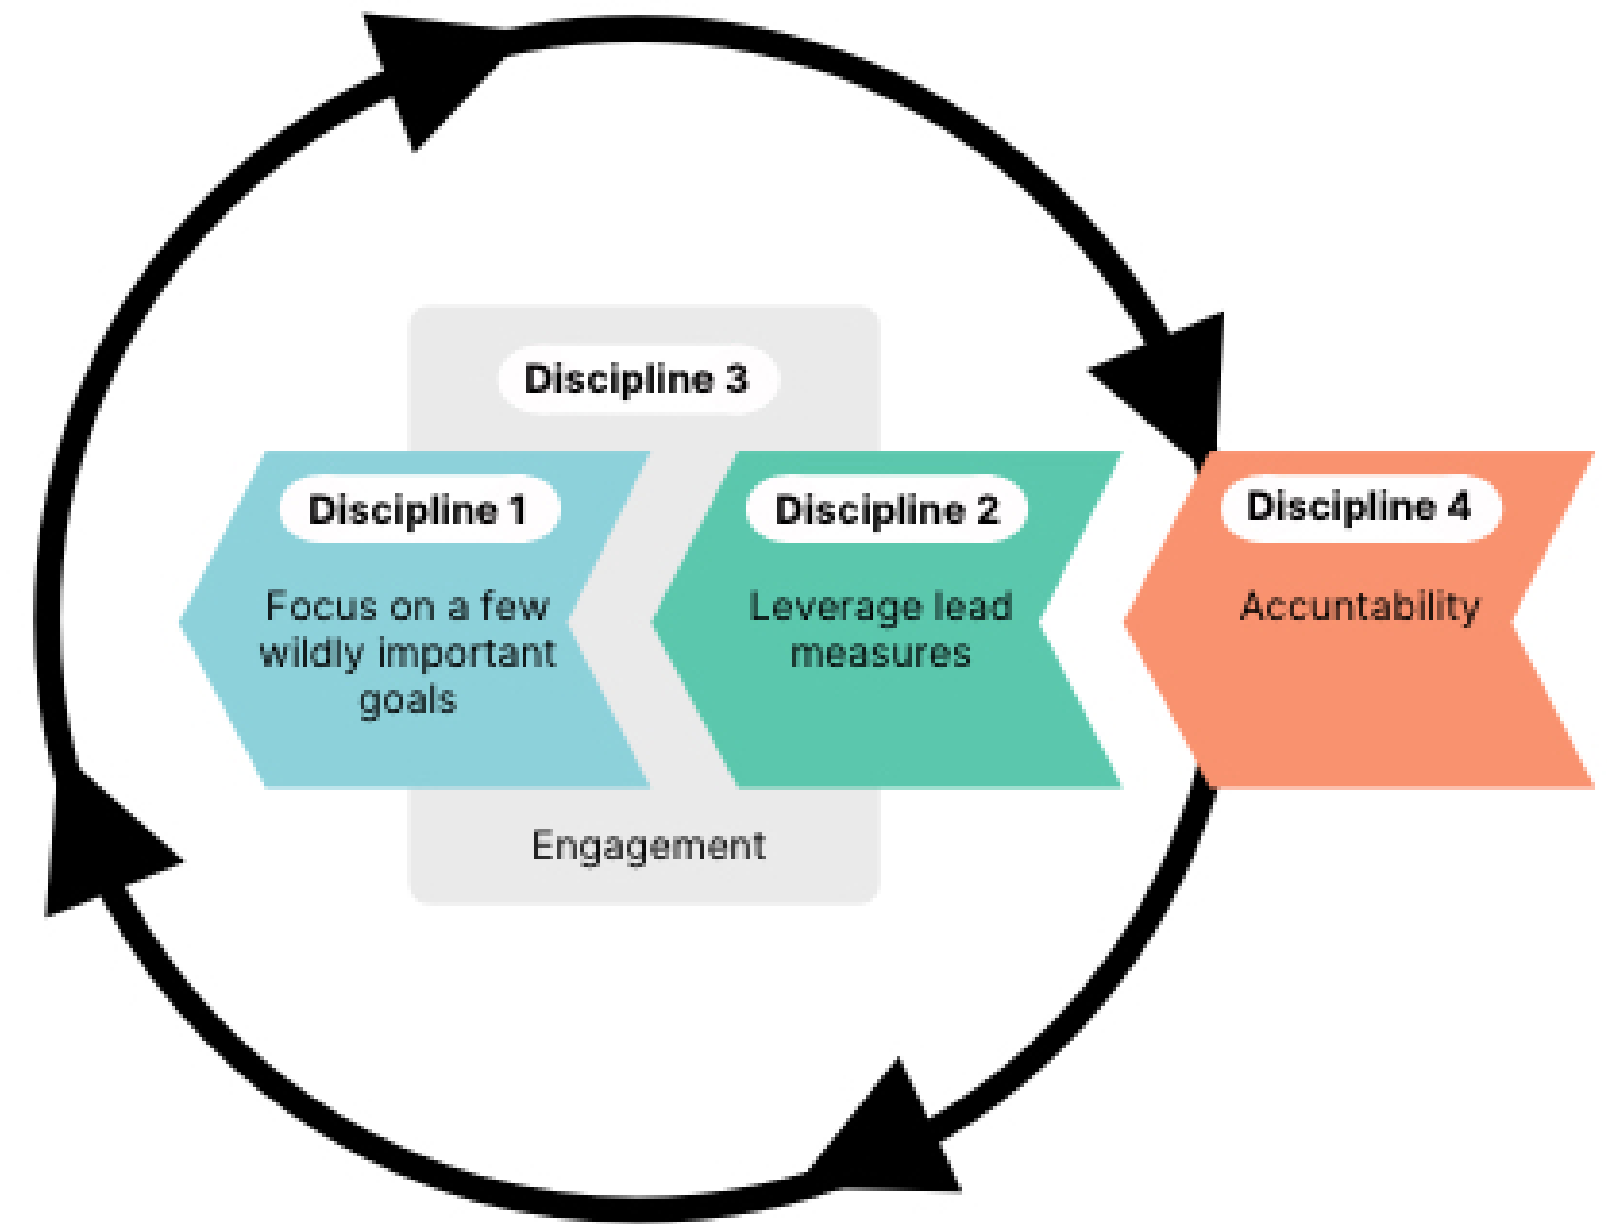 Discipline 3
Discipline 1
Focus on a few
wildly important
goals
Discipline 2
Leverage lead
measures
Discipline 4
Accuntability
Engagement